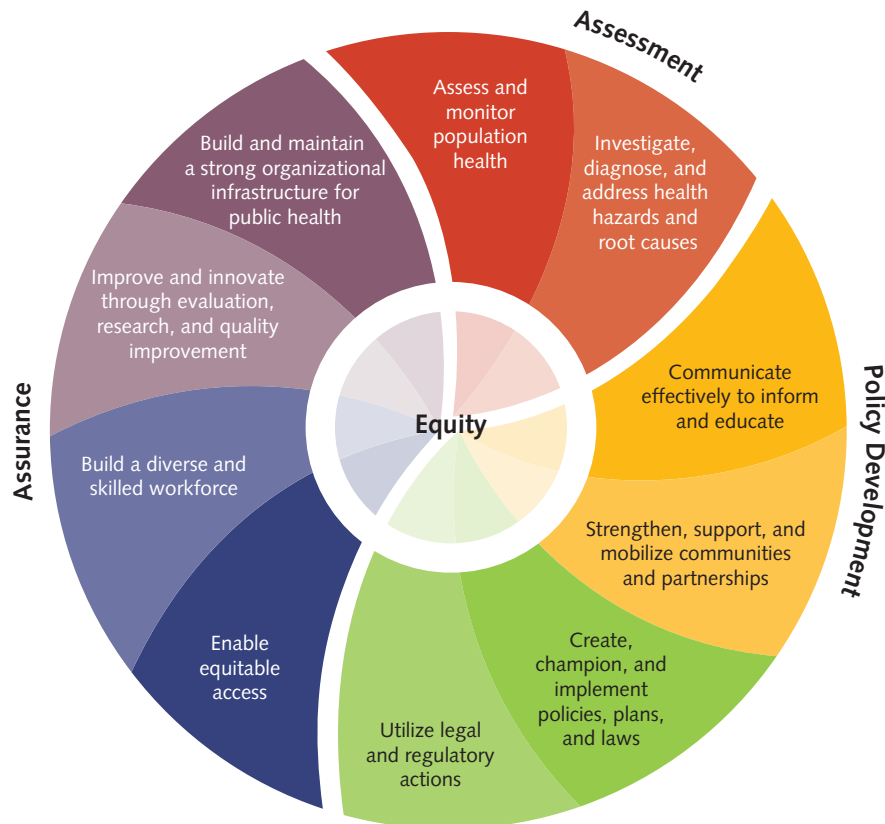 Assessment
Assess and
monitor
population
health
Investigate,
diagnose, and
address health
hazards and
root causes
Policy Development
Communicate
effectively to inform
and educate
Strengthen, support, and
mobilize communities
and partnerships
Create,
champion, and
implement
policies, plans,
and laws
Utilize legal
and regulatory
actions
Assurance
Enable
equitable
access
Build a diverse and
skilled workforce
Improve and innovate
through evaluation,
research, and quality
improvement
Build and maintain
a strong organizational
infrastructure for
public health
Equity